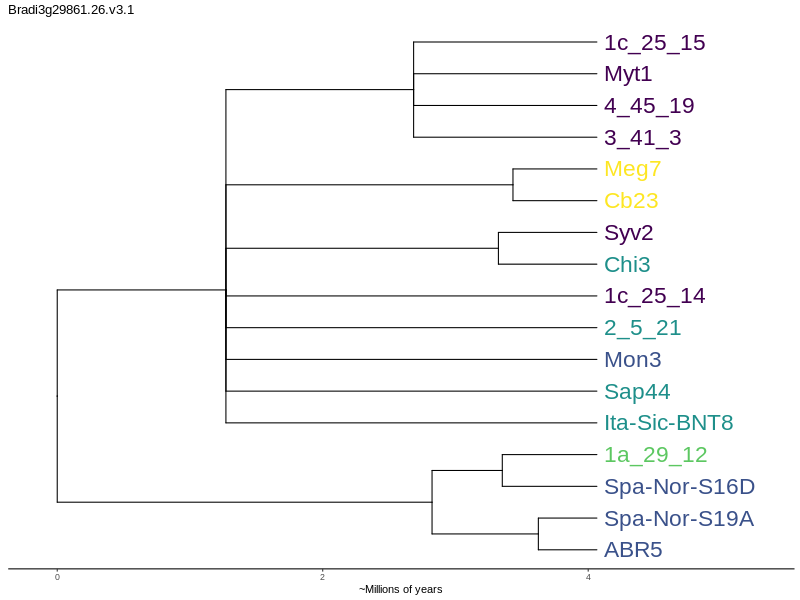 Bradi3g29861.26.v3.1
1c_25_15
Myt1
4_45_19
3_41_3
Meg7
Cb23
Syv2
Chi3
1c_25_14
2_5_21
Mon3
Sap44
Ita-Sic-BNT8
1a_29_12
Spa-Nor-S16D
Spa-Nor-S19A
ABR5
0 2 4
~Millions of years